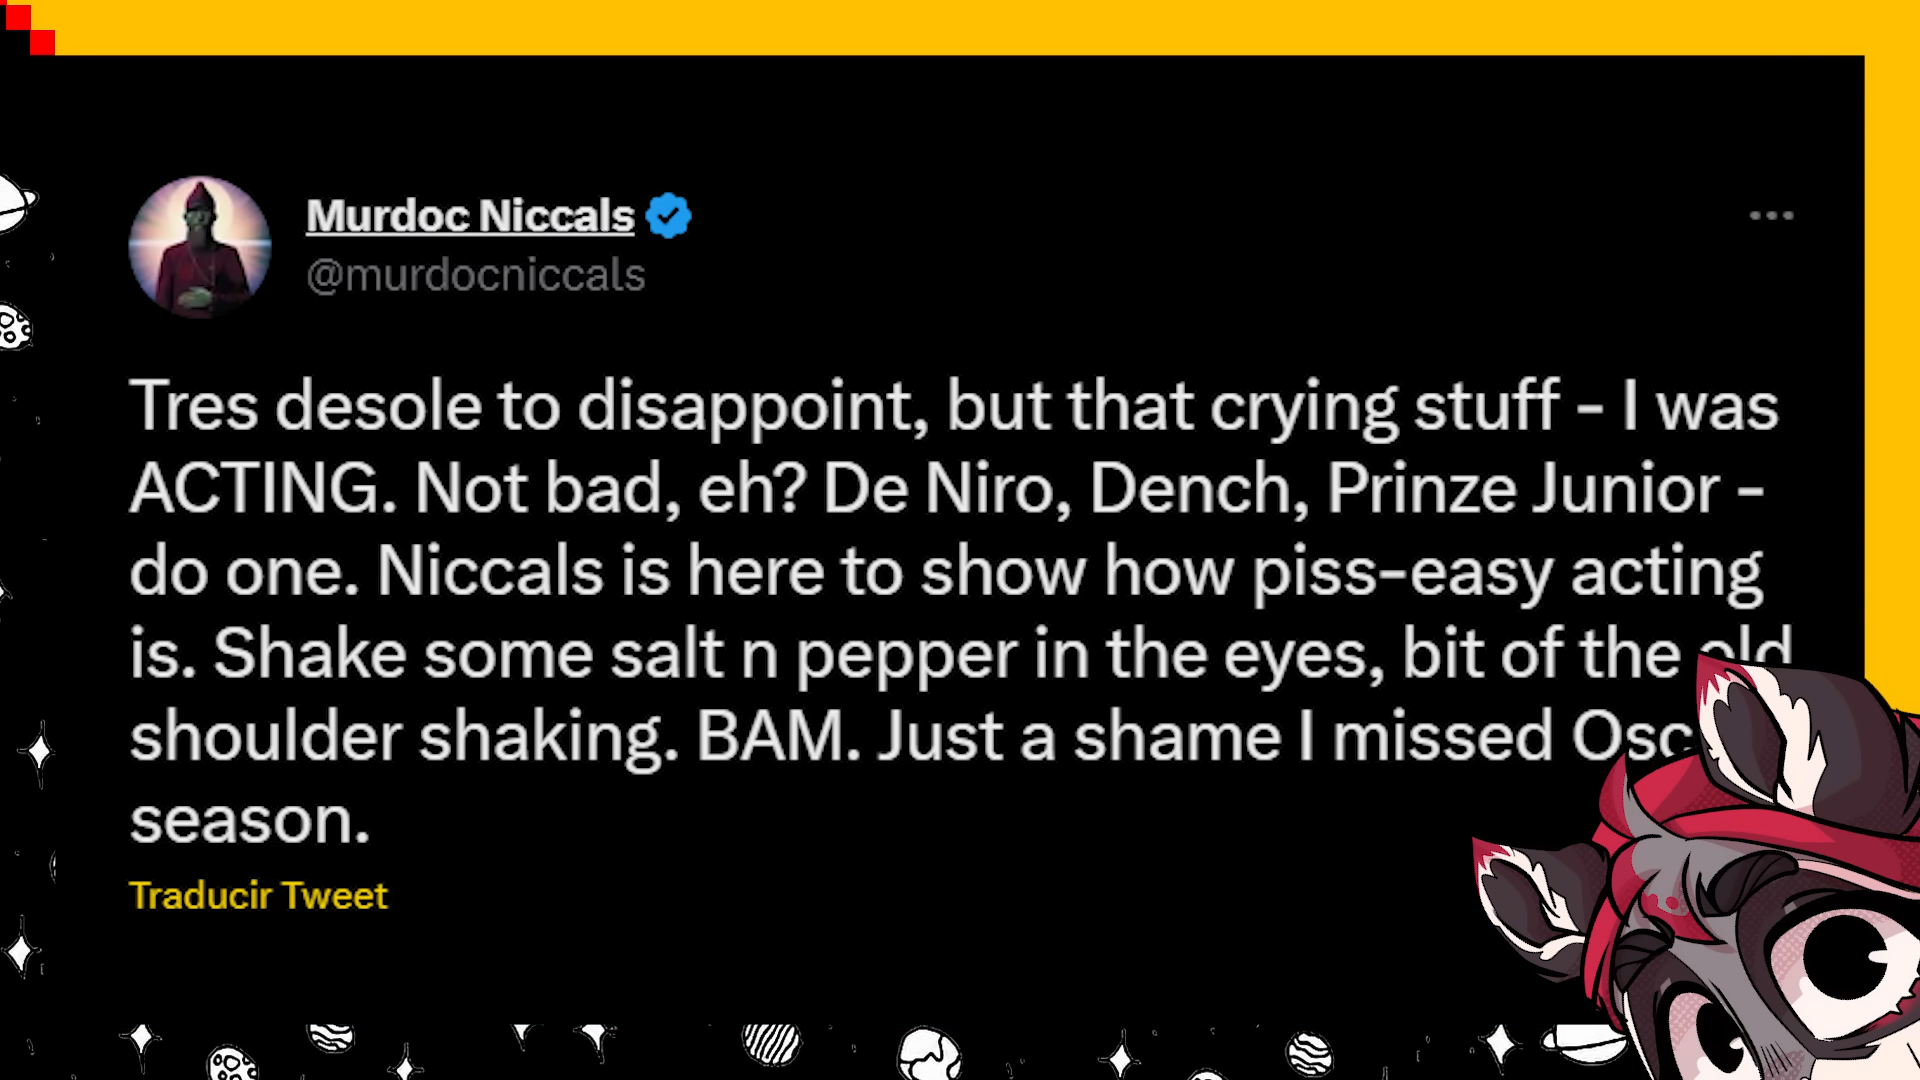 Murdoc Niccals
@murdocniccals
Tres desole to disappoint, but that crying stuff - I was
ACTING. Not bad, eh? De Niro, Dench, Prinze Junior -
do one. Niccals is here to show how piss-easy acting
is. Shake some salt n pepper in the eyes, bit of the old
shoulder shaking. BAM. Just a shame I missed Osc
season.
Traducir Tweet